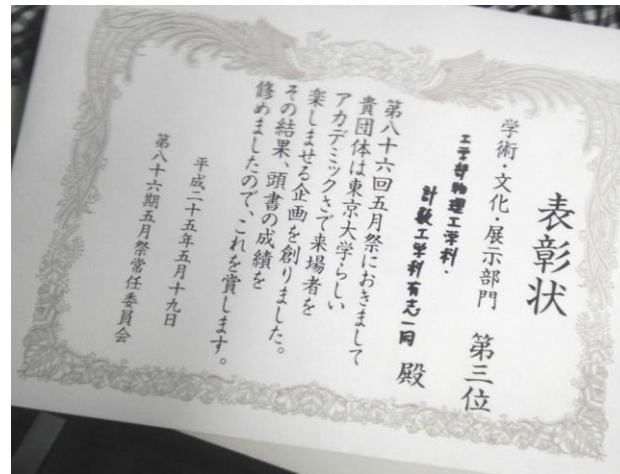 表彰状
学術・文化・展示部門 第三位
工学部物理工学科・
計数工学科有志一同 殿
第八十六回五月祭におきまして
貴団体は東京大学らしい
アカデミックさで来場者を
楽しませる企画を創りました。
その結果、頭書の成績を
修めましたので、これを賞します。
平成二十五年五月十九日
第八十六期五月祭常任委員会